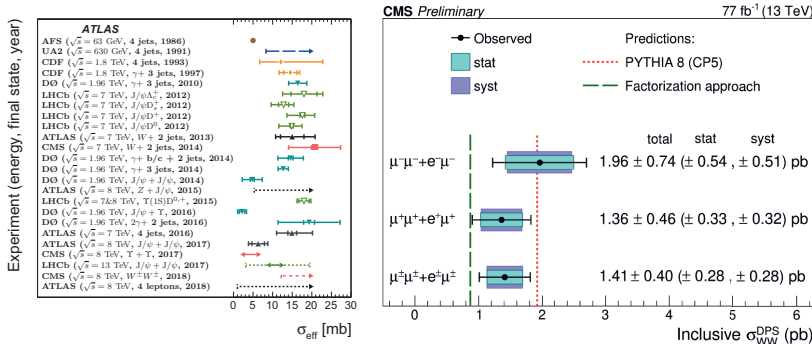 ATLAS
AFS (√s = 63 GeV, 4 jets, 1986)
UA2 (√s = 630 GeV, 4 jets, 1991)
CDF (√s = 1.8 TeV, 4 jets, 1993)
CDF (√s = 1.8 TeV, γ+ 3 jets, 1997)
DØ (√s = 1.96 TeV, γ+ 3 jets, 2010)
LHCb (√s = 7 TeV, J/ψΛc+, 2012)
LHCb (√s = 7 TeV, J/ψDs+, 2012)
LHCb (√s = 7 TeV, J/ψD+, 2012)
LHCb (√s = 7 TeV, J/ψD0, 2012)
ATLAS (√s = 7 TeV, W+ 2 jets, 2013)
CMS (√s = 7 TeV, W+ 2 jets, 2014)
DØ (√s = 1.96 TeV, γ+ b/c + 2 jets, 2014)
DØ (√s = 1.96 TeV, γ+ 3 jets, 2014)
DØ (√s = 1.96 TeV, J/ψ + J/ψ, 2014)
ATLAS (√s = 8 TeV, Z + J/ψ, 2015)
LHCb (√s = 7&8 TeV, Υ(1S)D0,+, 2015)
DØ (√s = 1.96 TeV, J/ψ + Υ, 2016)
DØ (√s = 1.96 TeV, 2γ + 2 jets, 2016)
ATLAS (√s = 7 TeV, 4 jets, 2016)
ATLAS (√s = 8 TeV, J/ψ + J/ψ, 2017)
CMS (√s = 8 TeV, Υ + Υ, 2017)
LHCb (√s = 13 TeV, J/ψ + J/ψ, 2017)
CMS (√s = 8 TeV, W±W±, 2018)
ATLAS (√s = 8 TeV, 4 leptons, 2018)
Experiment (energy, final state, year)
0 5 10 15 20 25 30
σeff [mb]
CMS Preliminary 77 fb⁻¹ (13 TeV)
Observed
stat
syst
Predictions:
PYTHIA 8 (CP5)
Factorization approach
total stat syst
μ⁻μ⁻+e⁻μ⁻ 1.96 ± 0.74 (± 0.54 , ± 0.51) pb
μ⁺μ⁺+e⁺μ⁺ 1.36 ± 0.46 (± 0.33 , ± 0.32) pb
μ±μ±+e±μ± 1.41 ± 0.40 (± 0.28 , ± 0.28) pb
0 1 2 3 4 5 6
Inclusive σWW DPS (pb)